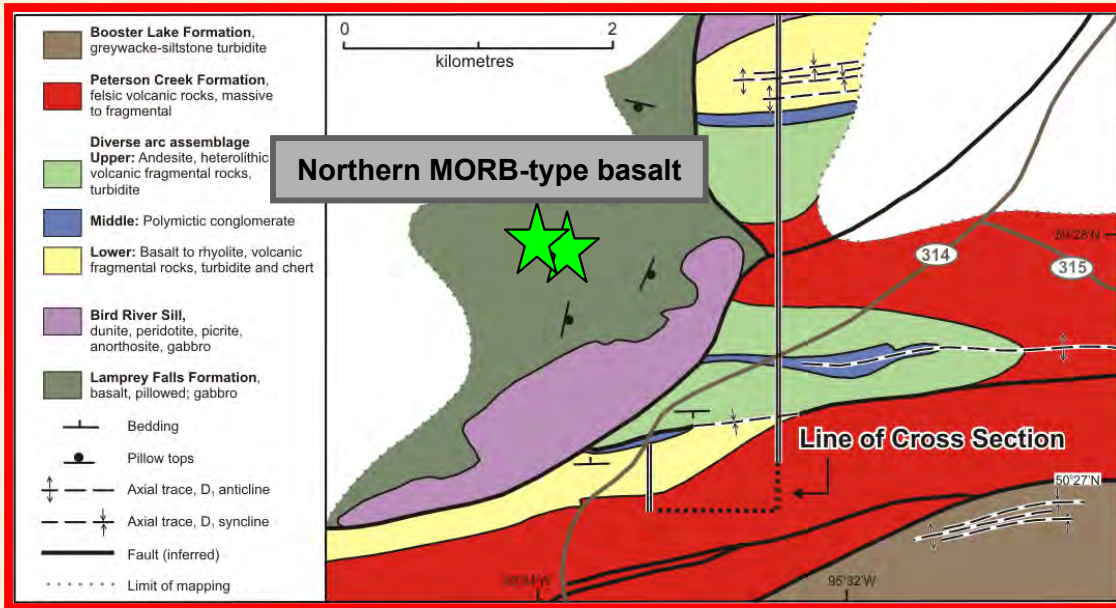 Booster Lake Formation,
greywacke-siltstone turbidite
Peterson Creek Formation,
felsic volcanic rocks, massive
to fragmental
Diverse arc assemblage
Upper: Andesite, heterolithic
volcanic fragmental rocks,
turbidite
Middle: Polymictic conglomerate
Lower: Basalt to rhyolite, volcanic
fragmental rocks, turbidite and chert
Bird River Sill,
dunite, peridotite, picrite,
anorthosite, gabbro
Lamprey Falls Formation,
basalt, pillowed; gabbro
Bedding
Pillow tops
Axial trace, D₁ anticline
Axial trace, D₁ syncline
Fault (inferred)
Limit of mapping
0 2
kilometres
Northern MORB-type basalt
314
315
Line of Cross Section
50°27'N
95°32'W